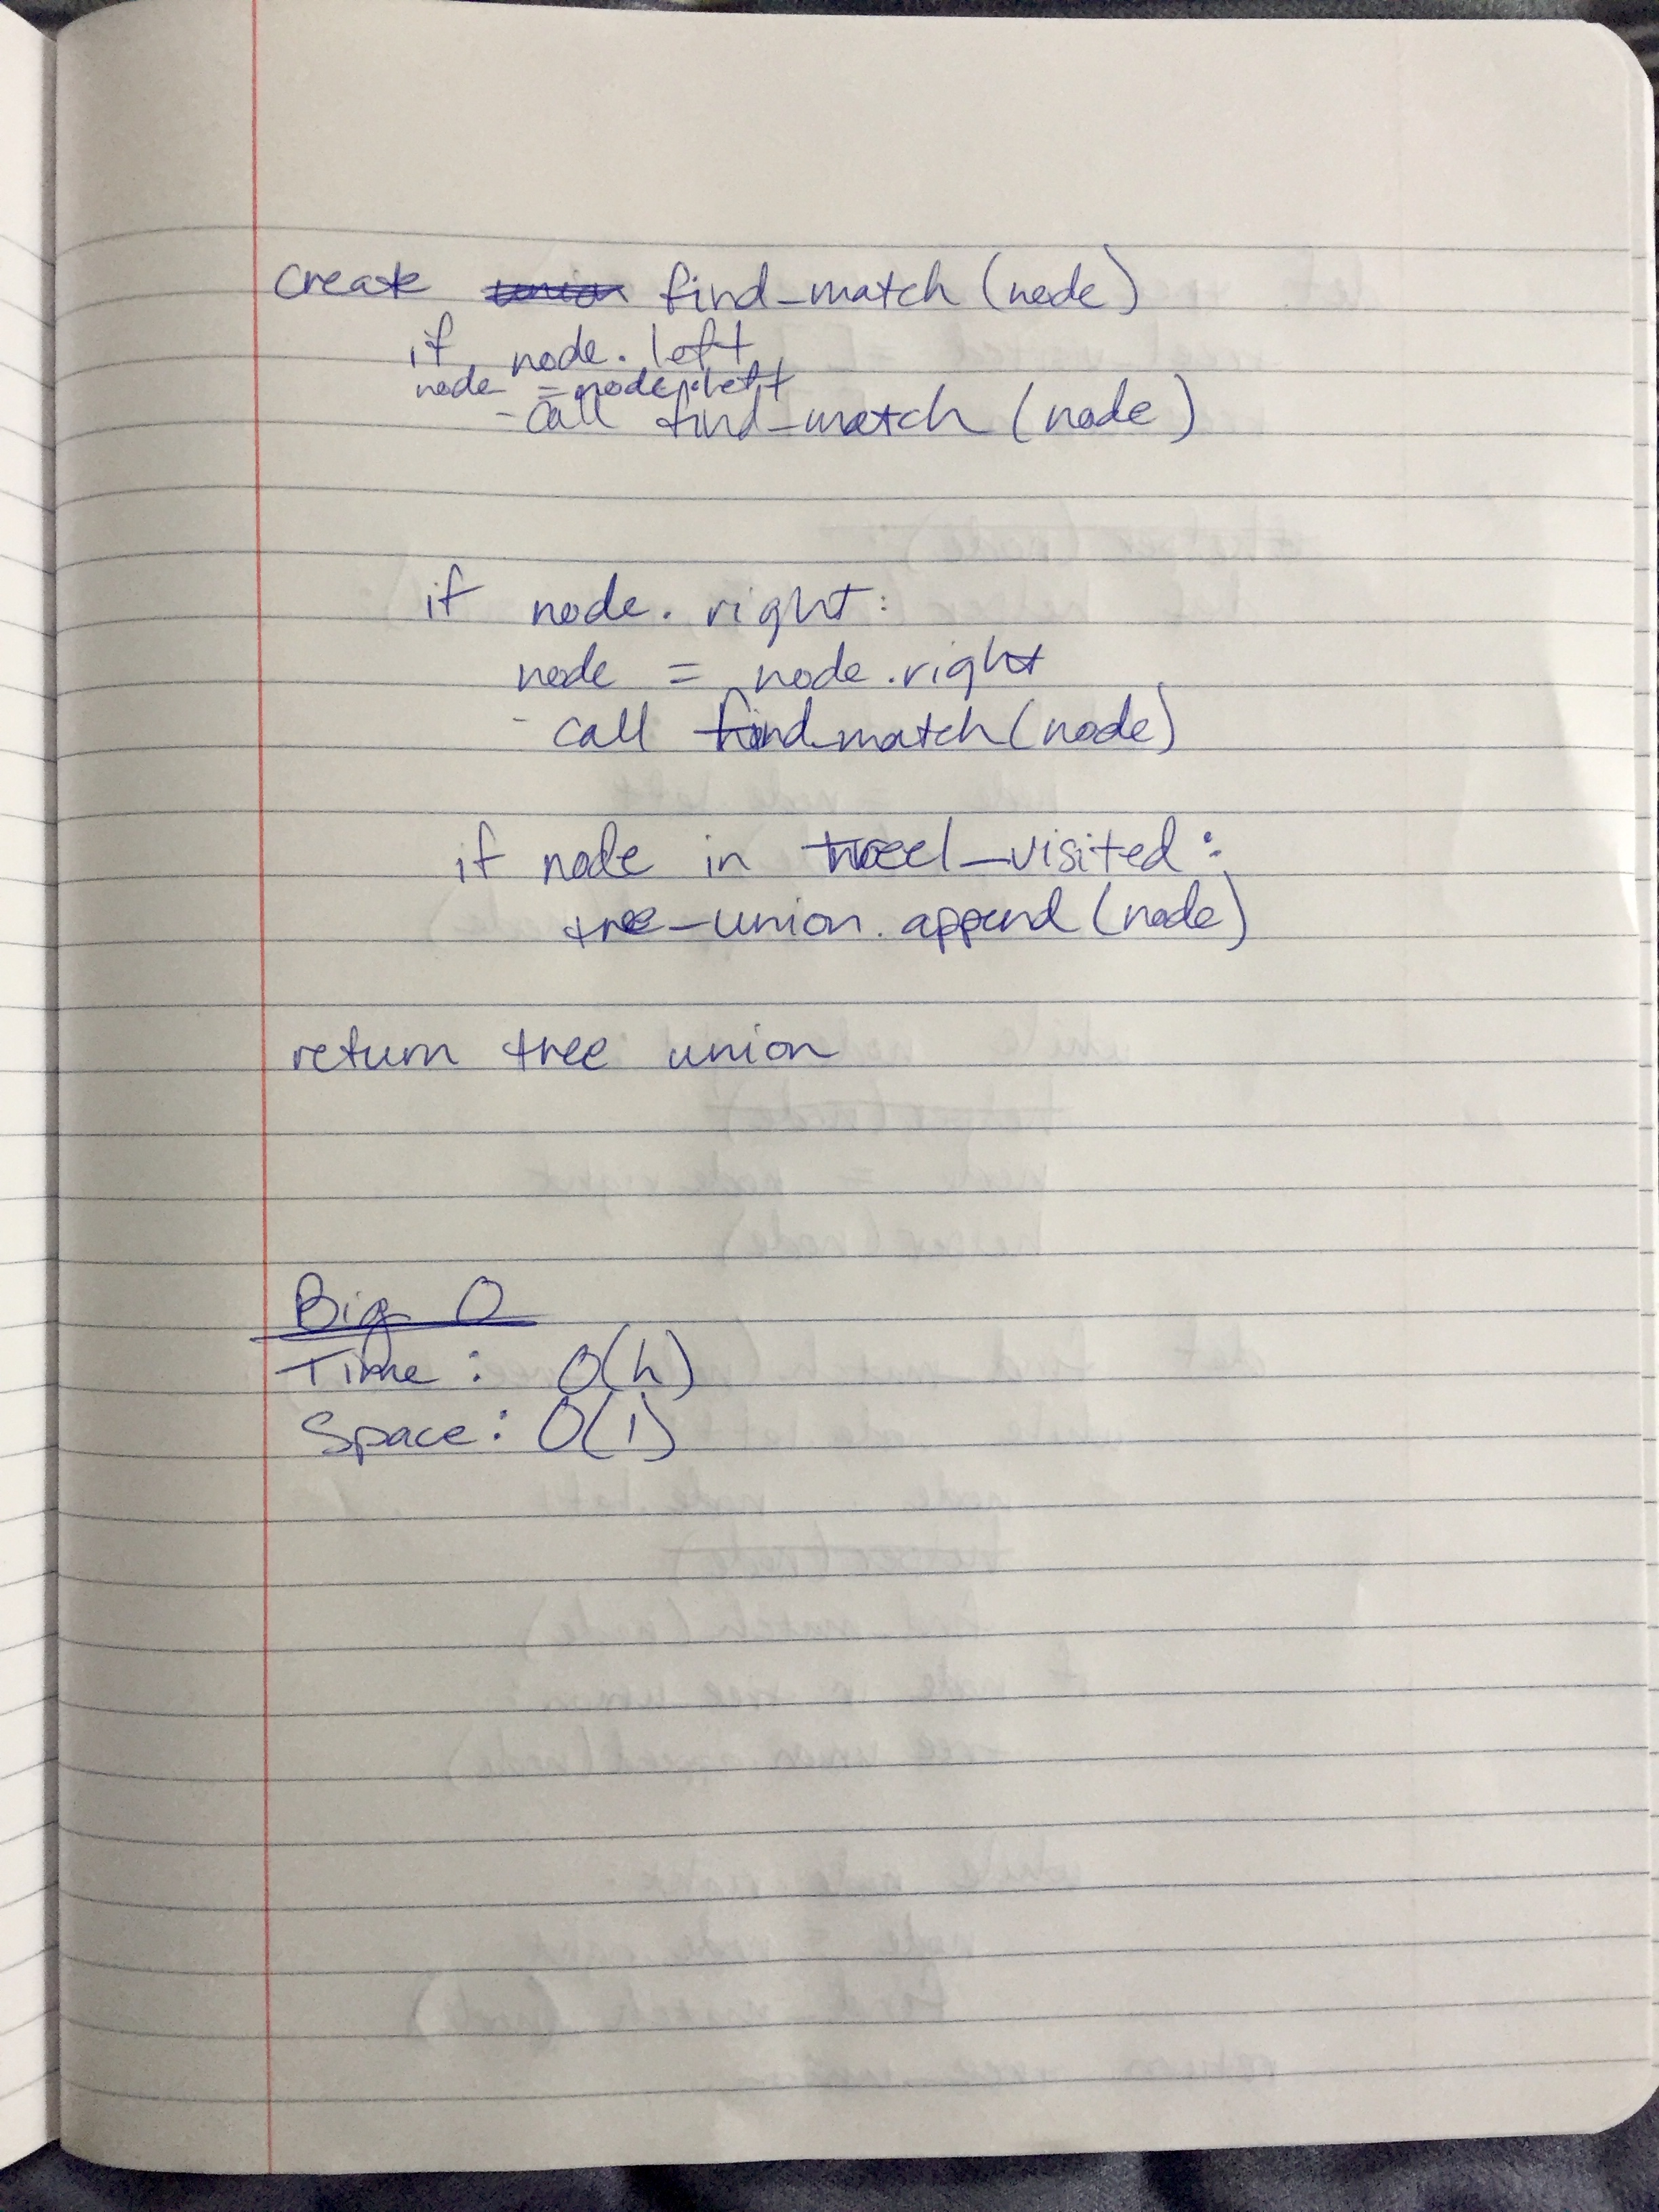 create find_match (node)
if node. left
node = node.left
- call find_match (node)
if node. right:
node = node.right
- call find_match (node)
if node in tree1_visited:
tree_union. append (node)
return tree union
Big O
Time: O(h)
Space: O(1)